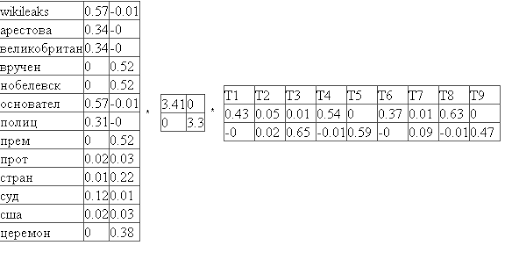 wikileaks 0.57 -0.01
арестова 0.34 -0
великобритан 0.34 -0
вручен 0 0.52
нобелевск 0 0.52
основател 0.57 -0.01
полиц 0.31 -0
прем 0 0.52
прот 0.02 0.03
стран 0.01 0.22
суд 0.12 0.01
сша 0.02 0.03
церемон 0 0.38
*
3.41 0
0 3.3
*
T1 T2 T3 T4 T5 T6 T7 T8 T9
0.43 0.05 0.01 0.54 0 0.37 0.01 0.63 0
-0 0.02 0.65 -0.01 0.59 -0 0.09 -0.01 0.47